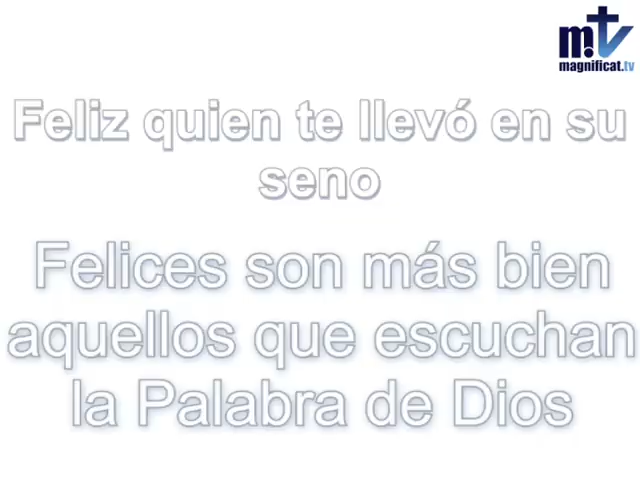 magnificat.tv
Feliz quien te llevó en su
seno
Felices son más bien
aquellos que escuchan
la Palabra de Dios